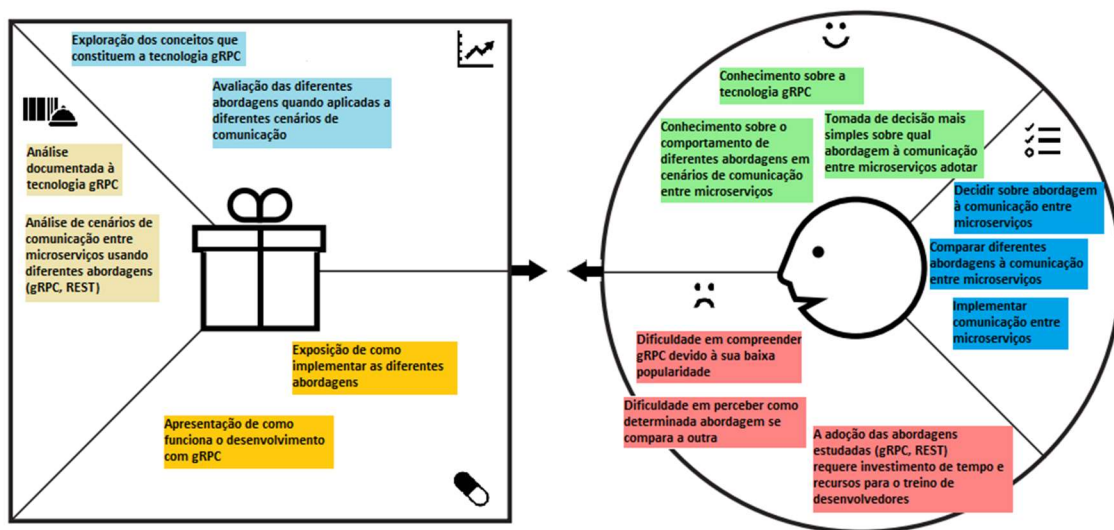 Exploração dos conceitos que
constituem a tecnologia gRPC
Avaliação das diferentes
abordagens quando aplicadas a
diferentes cenários de
comunicação
Análise
documentada à
tecnologia gRPC
Análise de cenários de
comunicação entre
microserviços usando
diferentes abordagens
(gRPC, REST)
Exposição de como
implementar as diferentes
abordagens
Apresentação de como
funciona o desenvolvimento
com gRPC
Conhecimento sobre a
tecnologia gRPC
Conhecimento sobre o
comportamento de
diferentes abordagens em
cenários de comunicação
entre microserviços
Tomada de decisão mais
simples sobre qual
abordagem à comunicação
entre microserviços adotar
Decidir sobre abordagem
à comunicação entre
microserviços
Comparar diferentes
abordagens à comunicação
entre microserviços
Implementar
comunicação entre
microserviços
Dificuldade em compreender
gRPC devido à sua baixa
popularidade
Dificuldade em perceber como
determinada abordagem se
compara a outra
A adoção das abordagens
estudadas (gRPC, REST)
requere investimento de tempo e
recursos para o treino de
desenvolvedores